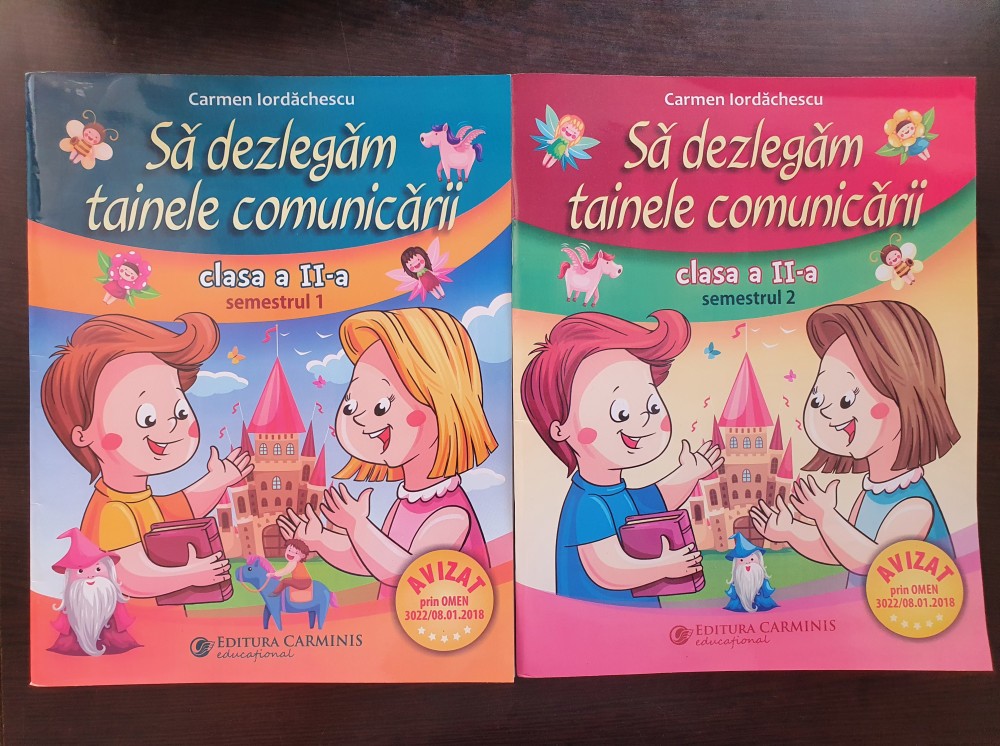 Carmen Iordăchescu
Să dezlegăm
tainele comunicării
clasa a II-a
semestrul 1
AVIZAT
prin OMEN
3022/08.01.2018
EDITURA CARMINIS
educațional
Carmen Iordăchescu
Să dezlegăm
tainele comunicării
clasa a II-a
semestrul 2
AVIZAT
prin OMEN
3022/08.01.2018
EDITURA CARMINIS
educațional